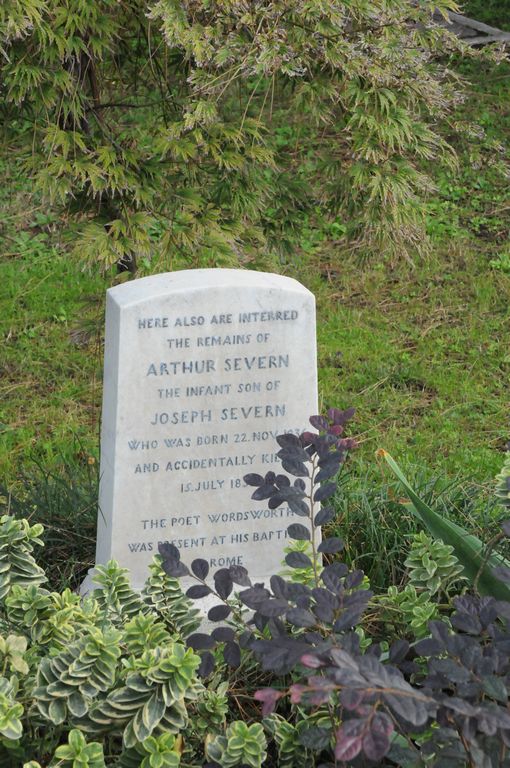 HERE ALSO ARE INTERRED
THE REMAINS OF
ARTHUR SEVERN
THE INFANT SON OF
JOSEPH SEVERN
WHO WAS BORN 22. NOV.
AND ACCIDENTALLY
15. JULY
THE POET WORDSWORTH
WAS PRESENT AT HIS
ROME